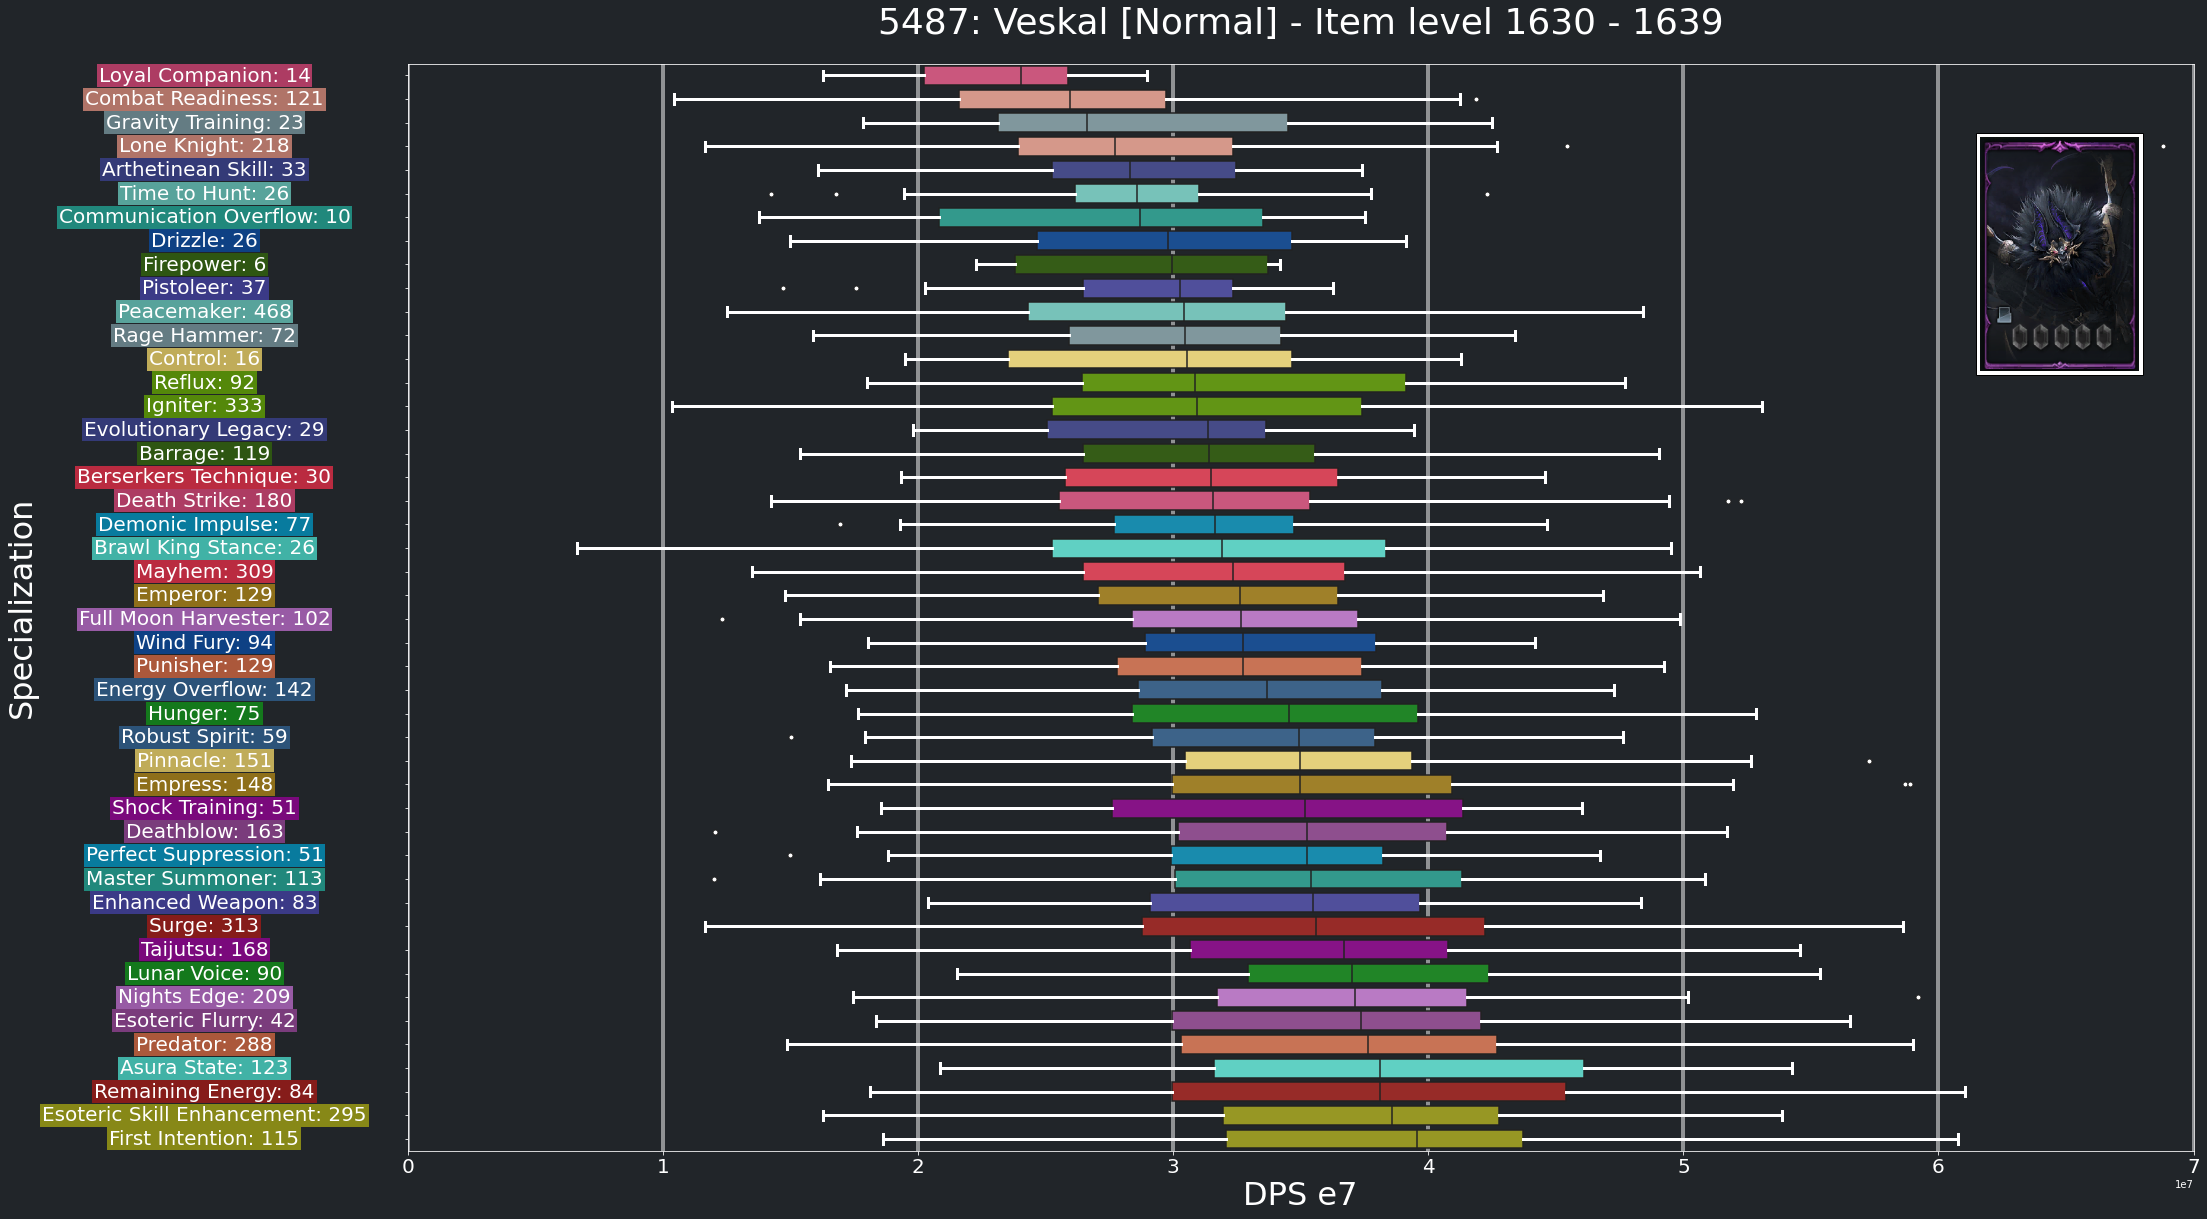 5487: Veskal [Normal] - Item level 1630 - 1639
Loyal Companion: 14
Combat Readiness: 121
Gravity Training: 23
Lone Knight: 218
Arthetinean Skill: 33
Time to Hunt: 26
Communication Overflow: 10
Drizzle: 26
Firepower: 6
Pistoleer: 37
Peacemaker: 468
Rage Hammer: 72
Control: 16
Reflux: 92
Igniter: 333
Evolutionary Legacy: 29
Barrage: 119
Berserkers Technique: 30
Death Strike: 180
Demonic Impulse: 77
Brawl King Stance: 26
Mayhem: 309
Emperor: 129
Full Moon Harvester: 102
Wind Fury: 94
Punisher: 129
Energy Overflow: 142
Hunger: 75
Robust Spirit: 59
Pinnacle: 151
Empress: 148
Shock Training: 51
Deathblow: 163
Perfect Suppression: 51
Master Summoner: 113
Enhanced Weapon: 83
Surge: 313
Taijutsu: 168
Lunar Voice: 90
Nights Edge: 209
Esoteric Flurry: 42
Predator: 288
Asura State: 123
Remaining Energy: 84
Esoteric Skill Enhancement: 295
First Intention: 115
Specialization
0 1 2 3 4 5 6 7
1e7
DPS e7